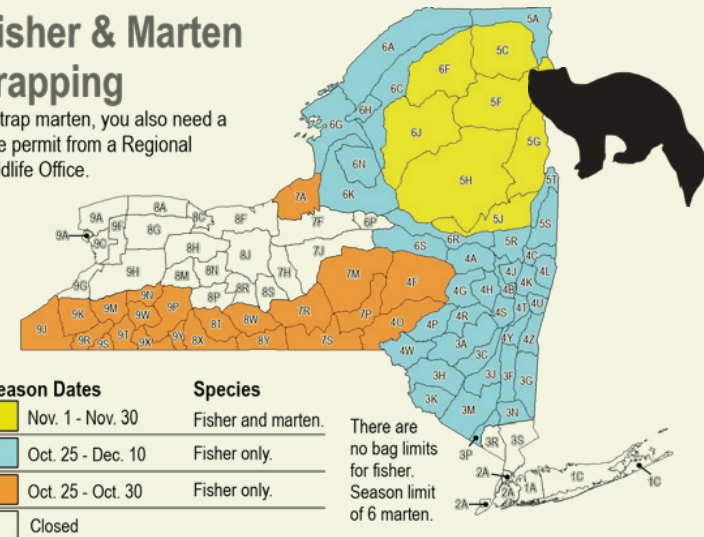 isher & Marten
rapping
trap marten, you also need a
e permit from a Regional
dlife Office.
5A
6A
5C
6F
6C
5F
6H
6G
6J
5G
6N
5H
6K
5T
7A
5J
5S
9A
8A
8C
8F
7F
6P
9F
8G
9A
9C
6R
5R
6S
8H
8J
7J
4A
4C
9H
8M
8N
7H
7M
4F
4J
4L
9G
8P
8R
8S
4G
4H
4B
4K
9N
9M
9P
7R
7P
4R
4S
4T
4U
9K
9W
8T
8W
4O
4P
9J
9T
9R
9S
9X
9Y
8X
8Y
7S
4W
3A
4Y
4Z
3C
3H
3J
3F
3G
3K
3M
3N
3R
3S
3P
2A
2A
1A
1C
1C
2A
eason Dates Species
Nov. 1 - Nov. 30 Fisher and marten.
Oct. 25 - Dec. 10 Fisher only.
Oct. 25 - Oct. 30 Fisher only.
Closed
There are
no bag limits
for fisher.
Season limit
of 6 marten.